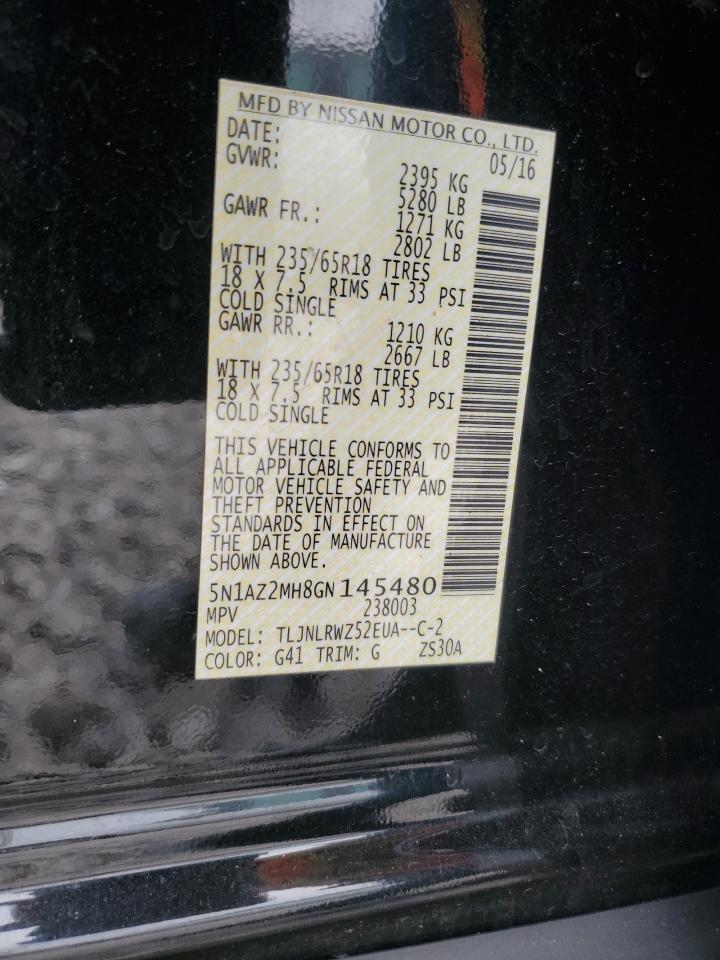 MFD BY NISSAN MOTOR CO., LTD.
DATE: 05/16
GVWR: 2395 KG
5280 LB
GAWR FR.: 1271 KG
2802 LB
WITH 235/65R18 TIRES
18 X 7.5 RIMS AT 33 PSI
COLD SINGLE
GAWR RR.: 1210 KG
2667 LB
WITH 235/65R18 TIRES
18 X 7.5 RIMS AT 33 PSI
COLD SINGLE
THIS VEHICLE CONFORMS TO
ALL APPLICABLE FEDERAL
MOTOR VEHICLE SAFETY AND
THEFT PREVENTION
STANDARDS IN EFFECT ON
THE DATE OF MANUFACTURE
SHOWN ABOVE.
5N1AZ2MH8GN145480
MPV 238003
MODEL: TLJNLRWZ52EUA--C-2
COLOR: G41 TRIM: G ZS30A